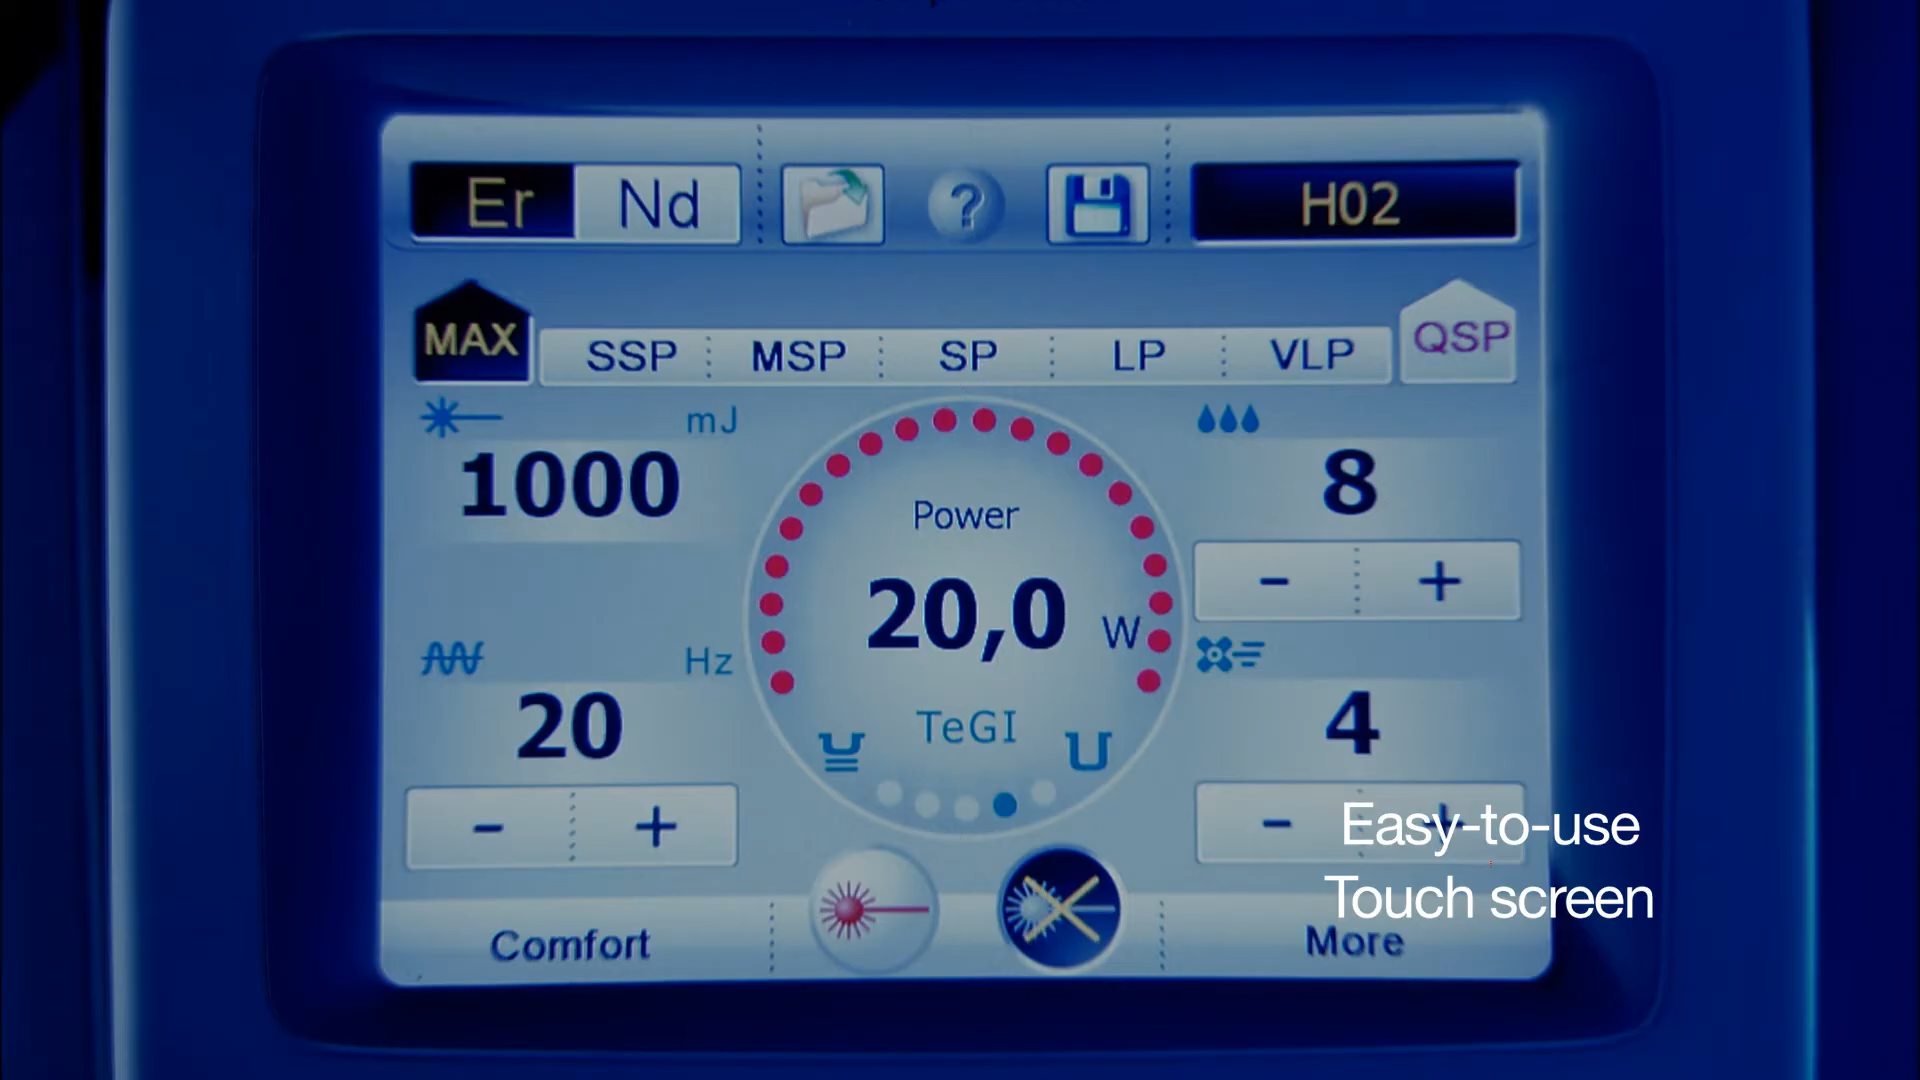 Er Nd ? H02
MAX SSP MSP SP LP VLP QSP
mJ
1000
8
Power
- +
20,0 W
Hz
20
4
TeGI
- +
- +
Easy-to-use
Touch screen
Comfort
More